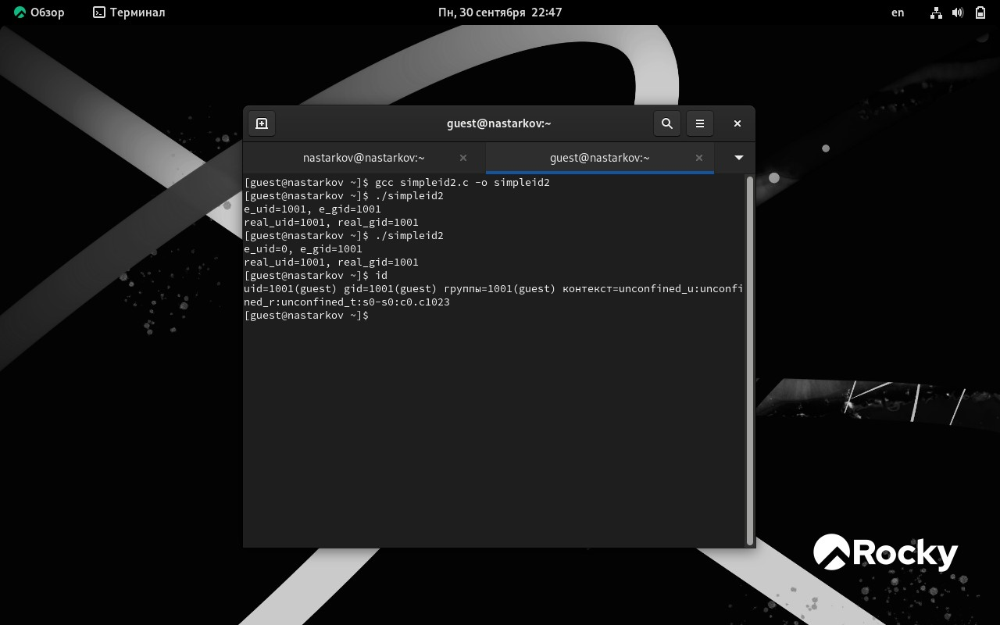 Обзор
Терминал
Пн, 30 сентября 22:47
en
guest@nastarkov:~
nastarkov@nastarkov:~
guest@nastarkov:~
[guest@nastarkov ~]$ gcc simpleid2.c -o simpleid2
[guest@nastarkov ~]$ ./simpleid2
e_uid=1001, e_gid=1001
real_uid=1001, real_gid=1001
[guest@nastarkov ~]$ ./simpleid2
e_uid=0, e_gid=1001
real_uid=1001, real_gid=1001
[guest@nastarkov ~]$ id
uid=1001(guest) gid=1001(guest) группы=1001(guest) контекст=unconfined_u:unconfi
ned_r:unconfined_t:s0-s0:c0.c1023
[guest@nastarkov ~]$
Rocky